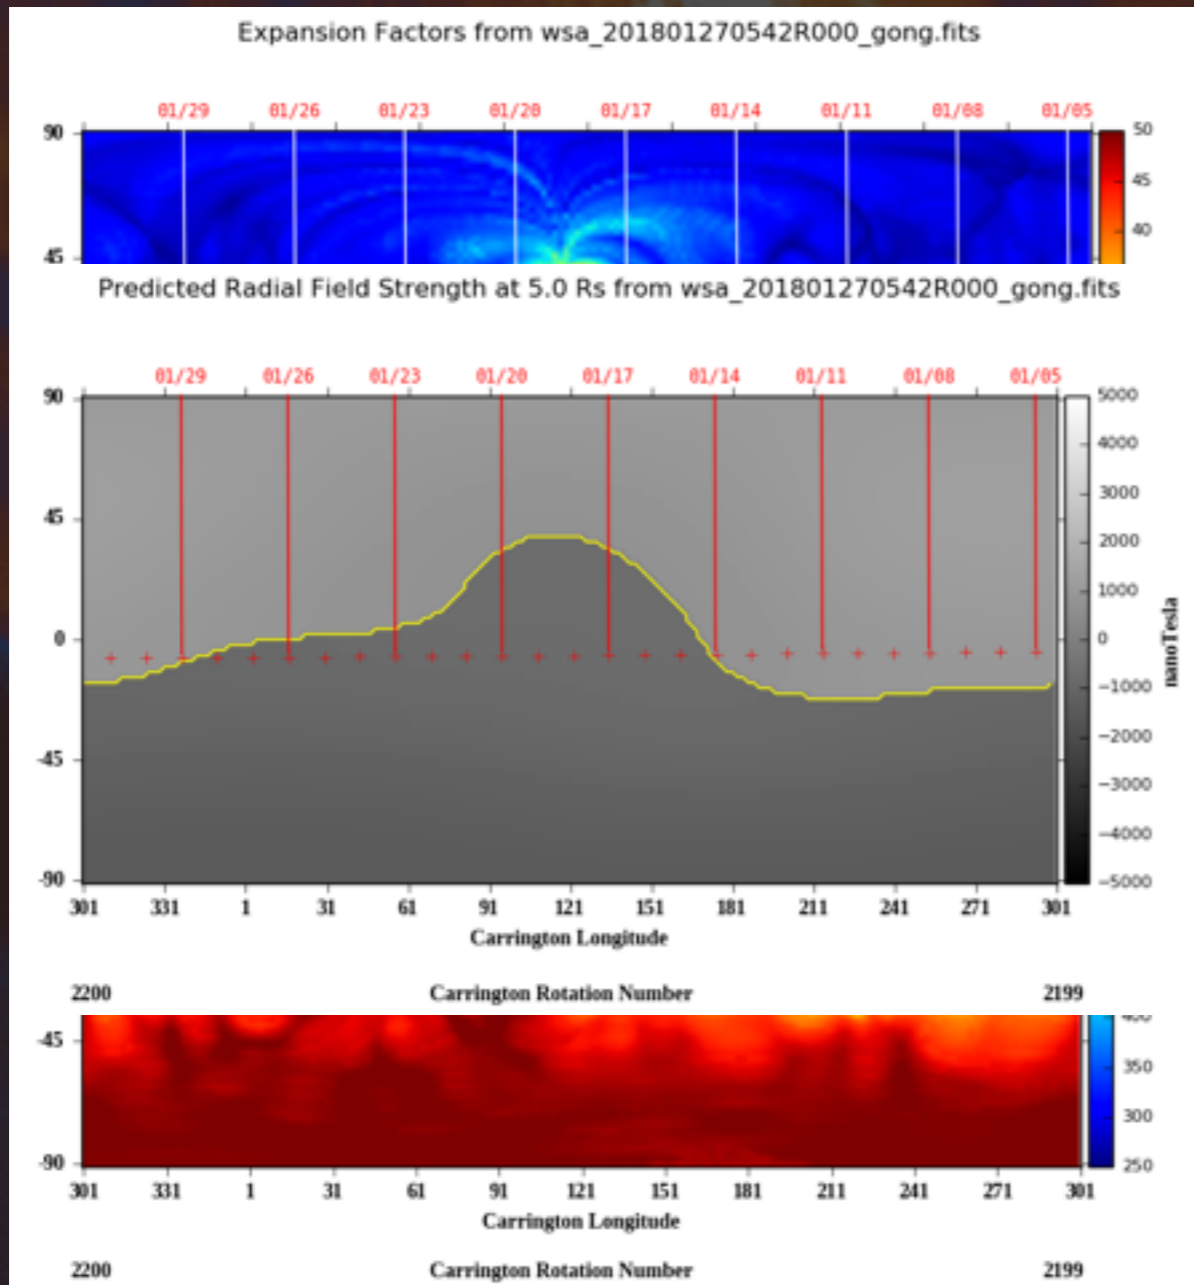 Expansion Factors from wsa_201801270542R000_gong.fits
01/29 01/26 01/23 01/20 01/17 01/14 01/11 01/08 01/05
90 50
45
40
45
Predicted Radial Field Strength at 5.0 Rs from wsa_201801270542R000_gong.fits
01/29 01/26 01/23 01/20 01/17 01/14 01/11 01/08 01/05
90 5000
4000
45 3000
2000
1000
0 0
−1000
-45 −2000
−3000
−4000
-90 −5000
nanoTesla
301 331 1 31 61 91 121 151 181 211 241 271 301
Carrington Longitude
2200 Carrington Rotation Number 2199
400
-45
350
300
-90 250
301 331 1 31 61 91 121 151 181 211 241 271 301
Carrington Longitude
2200 Carrington Rotation Number 2199